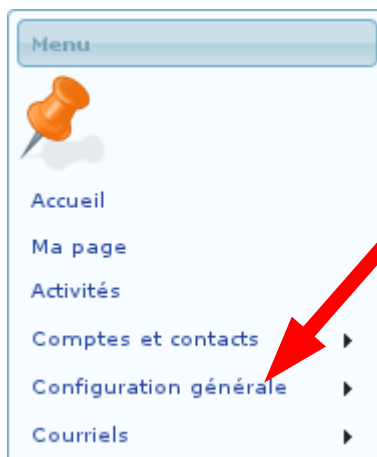 Menu
Accueil
Ma page
Activités
Comptes et contacts
Configuration générale
Courriels